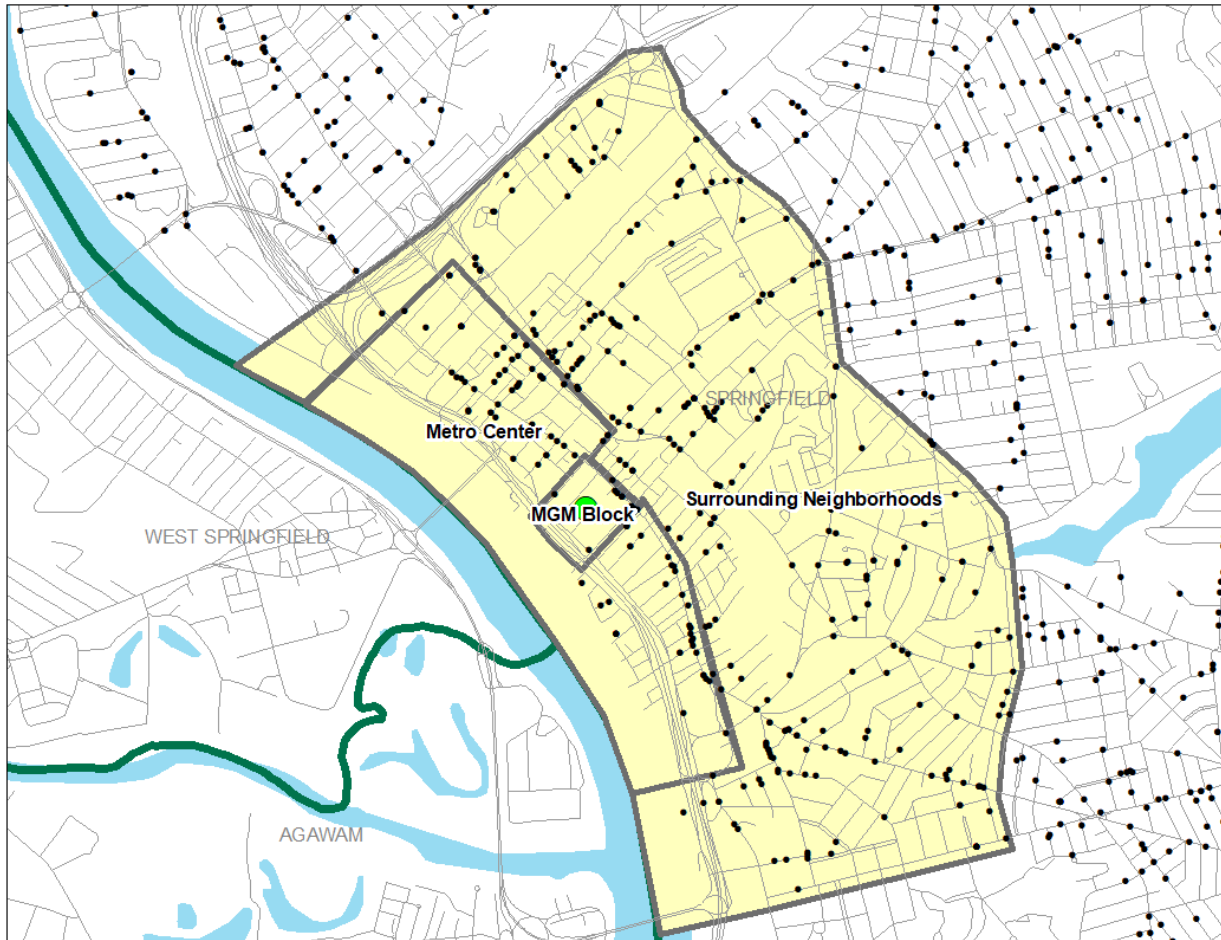 SPRINGFIELD
Metro Center
Surrounding Neighborhoods
MGM Block
WEST SPRINGFIELD
AGAWAM